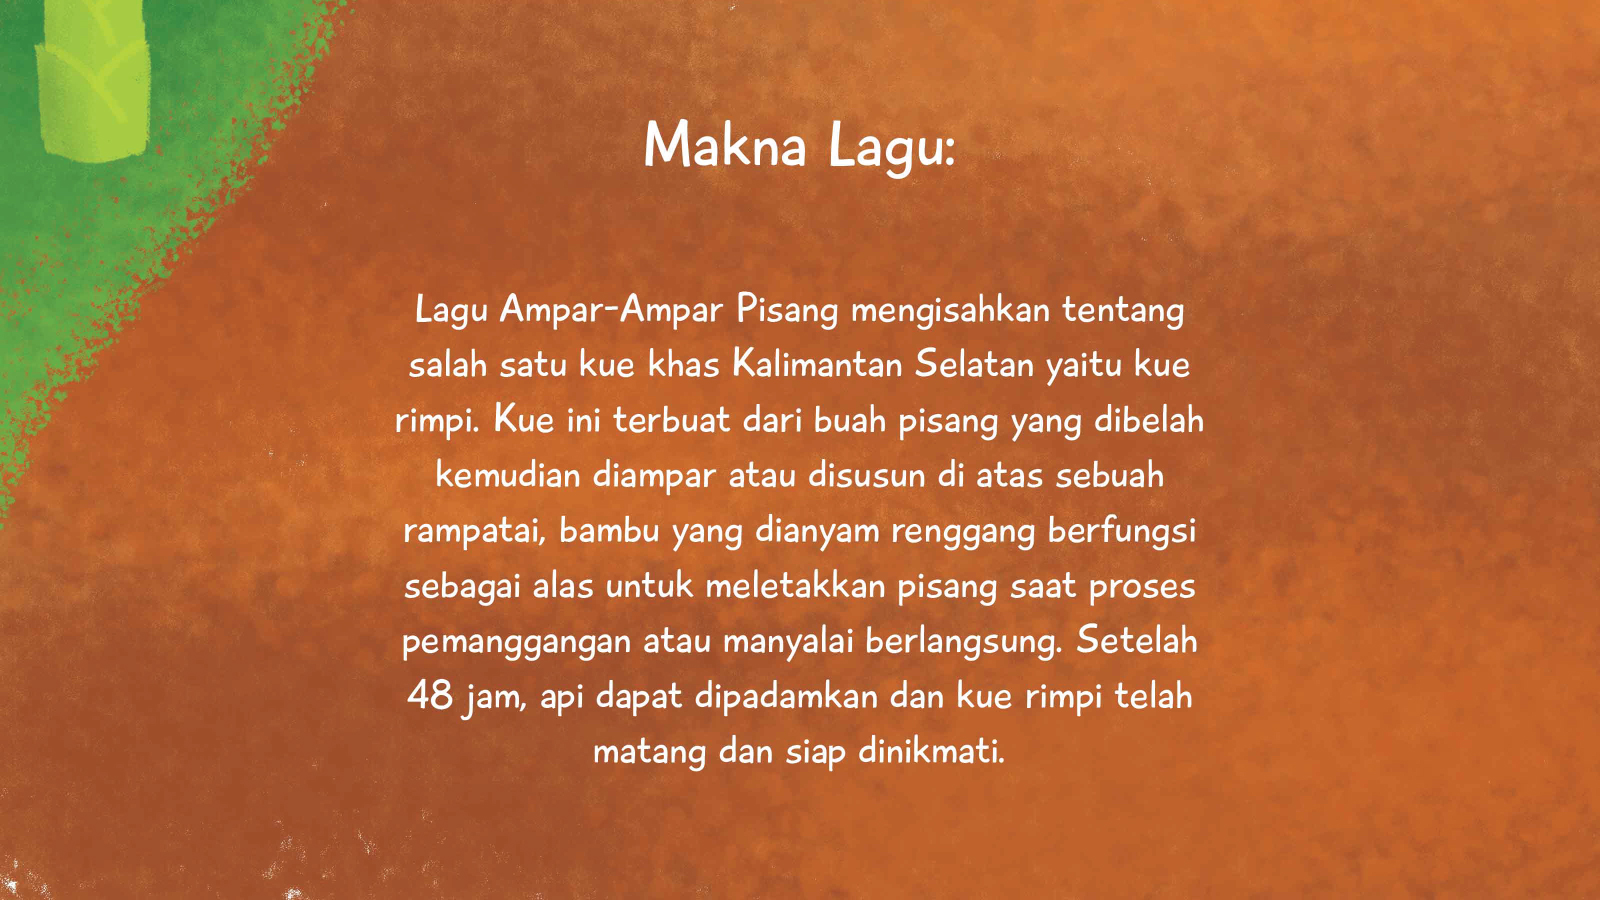 Makna Lagu:
Lagu Ampar-Ampar Pisang mengisahkan tentang
salah satu kue khas Kalimantan Selatan yaitu kue
rimpi. Kue ini terbuat dari buah pisang yang dibelah
kemudian diampar atau disusun di atas sebuah
rampatai, bambu yang dianyam renggang berfungsi
sebagai alas untuk meletakkan pisang saat proses
pemanggangan atau manyalai berlangsung. Setelah
48 jam, api dapat dipadamkan dan kue rimpi telah
matang dan siap dinikmati.